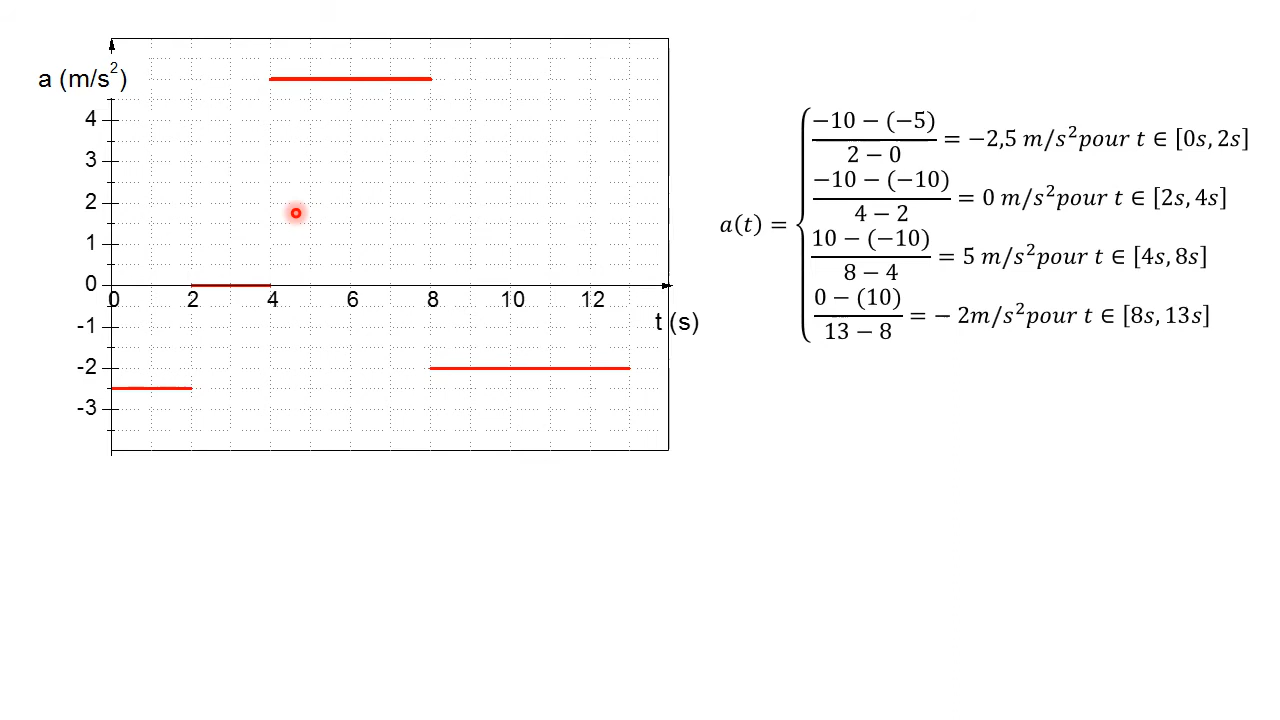 a (m/s²)
4
3
2
1
0
-1
-2
-3
0 2 4 6 8 10 12
t (s)
a(t) =
−10 − (−5) / 2 − 0 = −2,5 m/s² pour t ∈ [0s, 2s]
−10 − (−10) / 4 − 2 = 0 m/s² pour t ∈ [2s, 4s]
10 − (−10) / 8 − 4 = 5 m/s² pour t ∈ [4s, 8s]
0 − (10) / 13 − 8 = − 2m/s² pour t ∈ [8s, 13s]